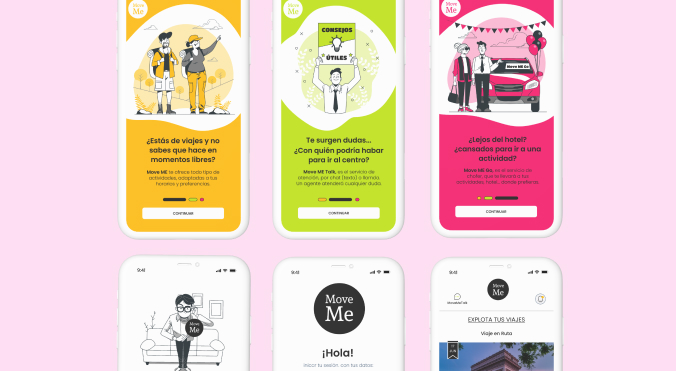 Move
Me
CONSEJOS
ÚTILES
¿Estás de viajes y no
sabes que hace en
momentos libres?
Move ME te ofrece todo tipo de
actividades, adaptadas a tus
horarios y preferencias.
CONTINUAR
Move
Me
Te surgen dudas...
¿Con quién podría habar
para ir al centro?
Move ME Talk, es el servicio de
atención, por chat (texto) o llamada.
Un agente atenderá cualquier duda.
CONTINUAR
Move
Me
Move ME Go
¿Lejos del hotel?
¿cansados para ir a una
actividad?
Move ME Go, es el servicio de
chofer, que te llevará a tus
actividades, hotel... donde prefieras.
CONTINUAR
9:41
Move
Me
9:41
Move
Me
¡Hola!
Inicia tu sesión con tus datos
9:41
Move
Me
EXPLOTA TUS VIAJES
Viaje en Ruta